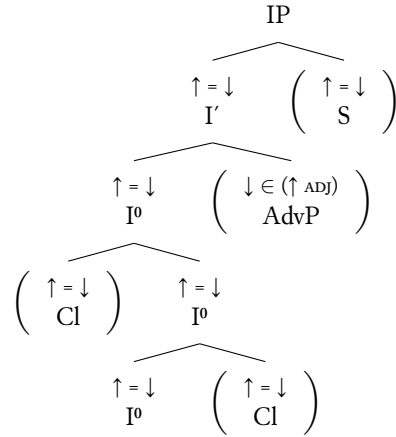 IP
↑ = ↓ ( ↑ = ↓ )
I′ S
↑ = ↓ ( ↓ ∈ (↑ ADJ) )
I⁰ AdvP
( ↑ = ↓ ) ↑ = ↓
Cl I⁰
↑ = ↓ ( ↑ = ↓ )
I⁰ Cl